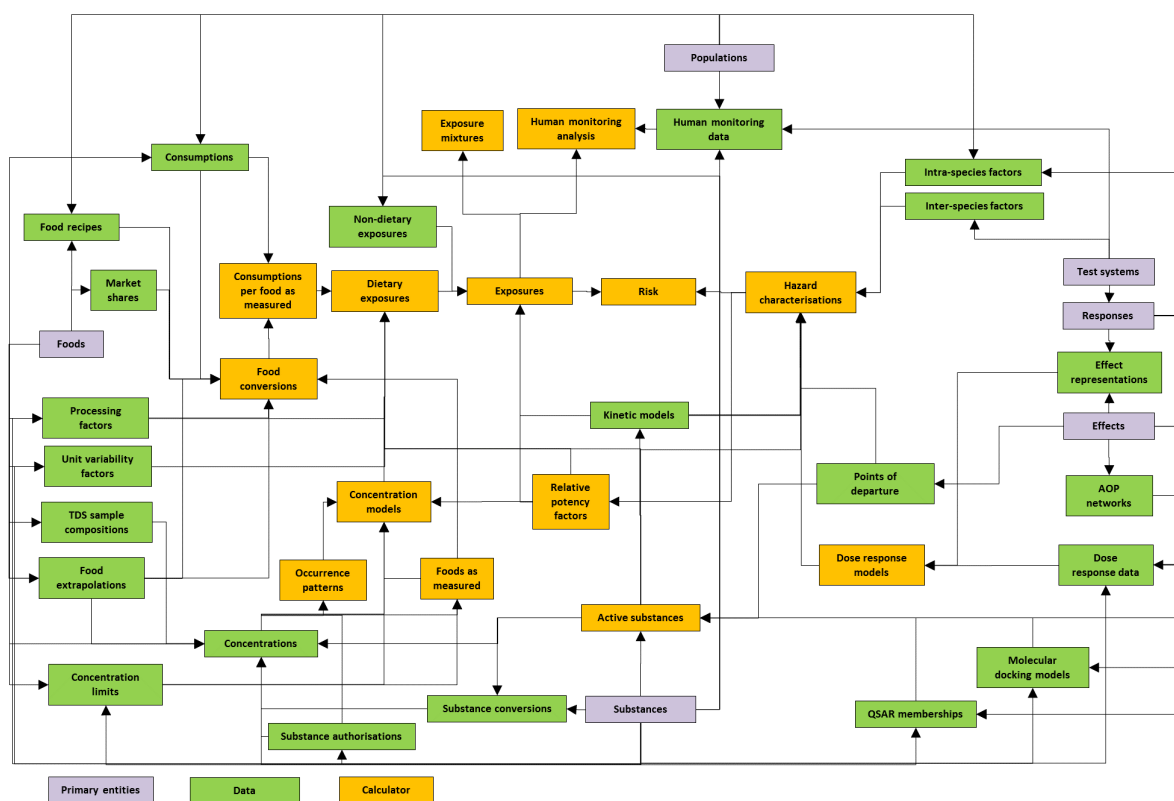 Populations
Exposure
mixtures
Human monitoring
analysis
Human monitoring
data
Consumptions
Intra-species factors
Inter-species factors
Food recipes
Non-dietary
exposures
Market
shares
Consumptions
per food as
measured
Dietary
exposures
Exposures
Risk
Hazard
characterisations
Test systems
Responses
Foods
Food
conversions
Effect
representations
Processing
factors
Kinetic models
Effects
Unit variability
factors
Concentration
models
Relative
potency
factors
Points of
departure
AOP
networks
TDS sample
compositions
Food
extrapolations
Occurrence
patterns
Foods as
measured
Dose response
models
Dose
response data
Concentrations
Active substances
Molecular
docking models
Concentration
limits
Substance conversions
Substances
QSAR memberships
Substance authorisations
Primary entities
Data
Calculator